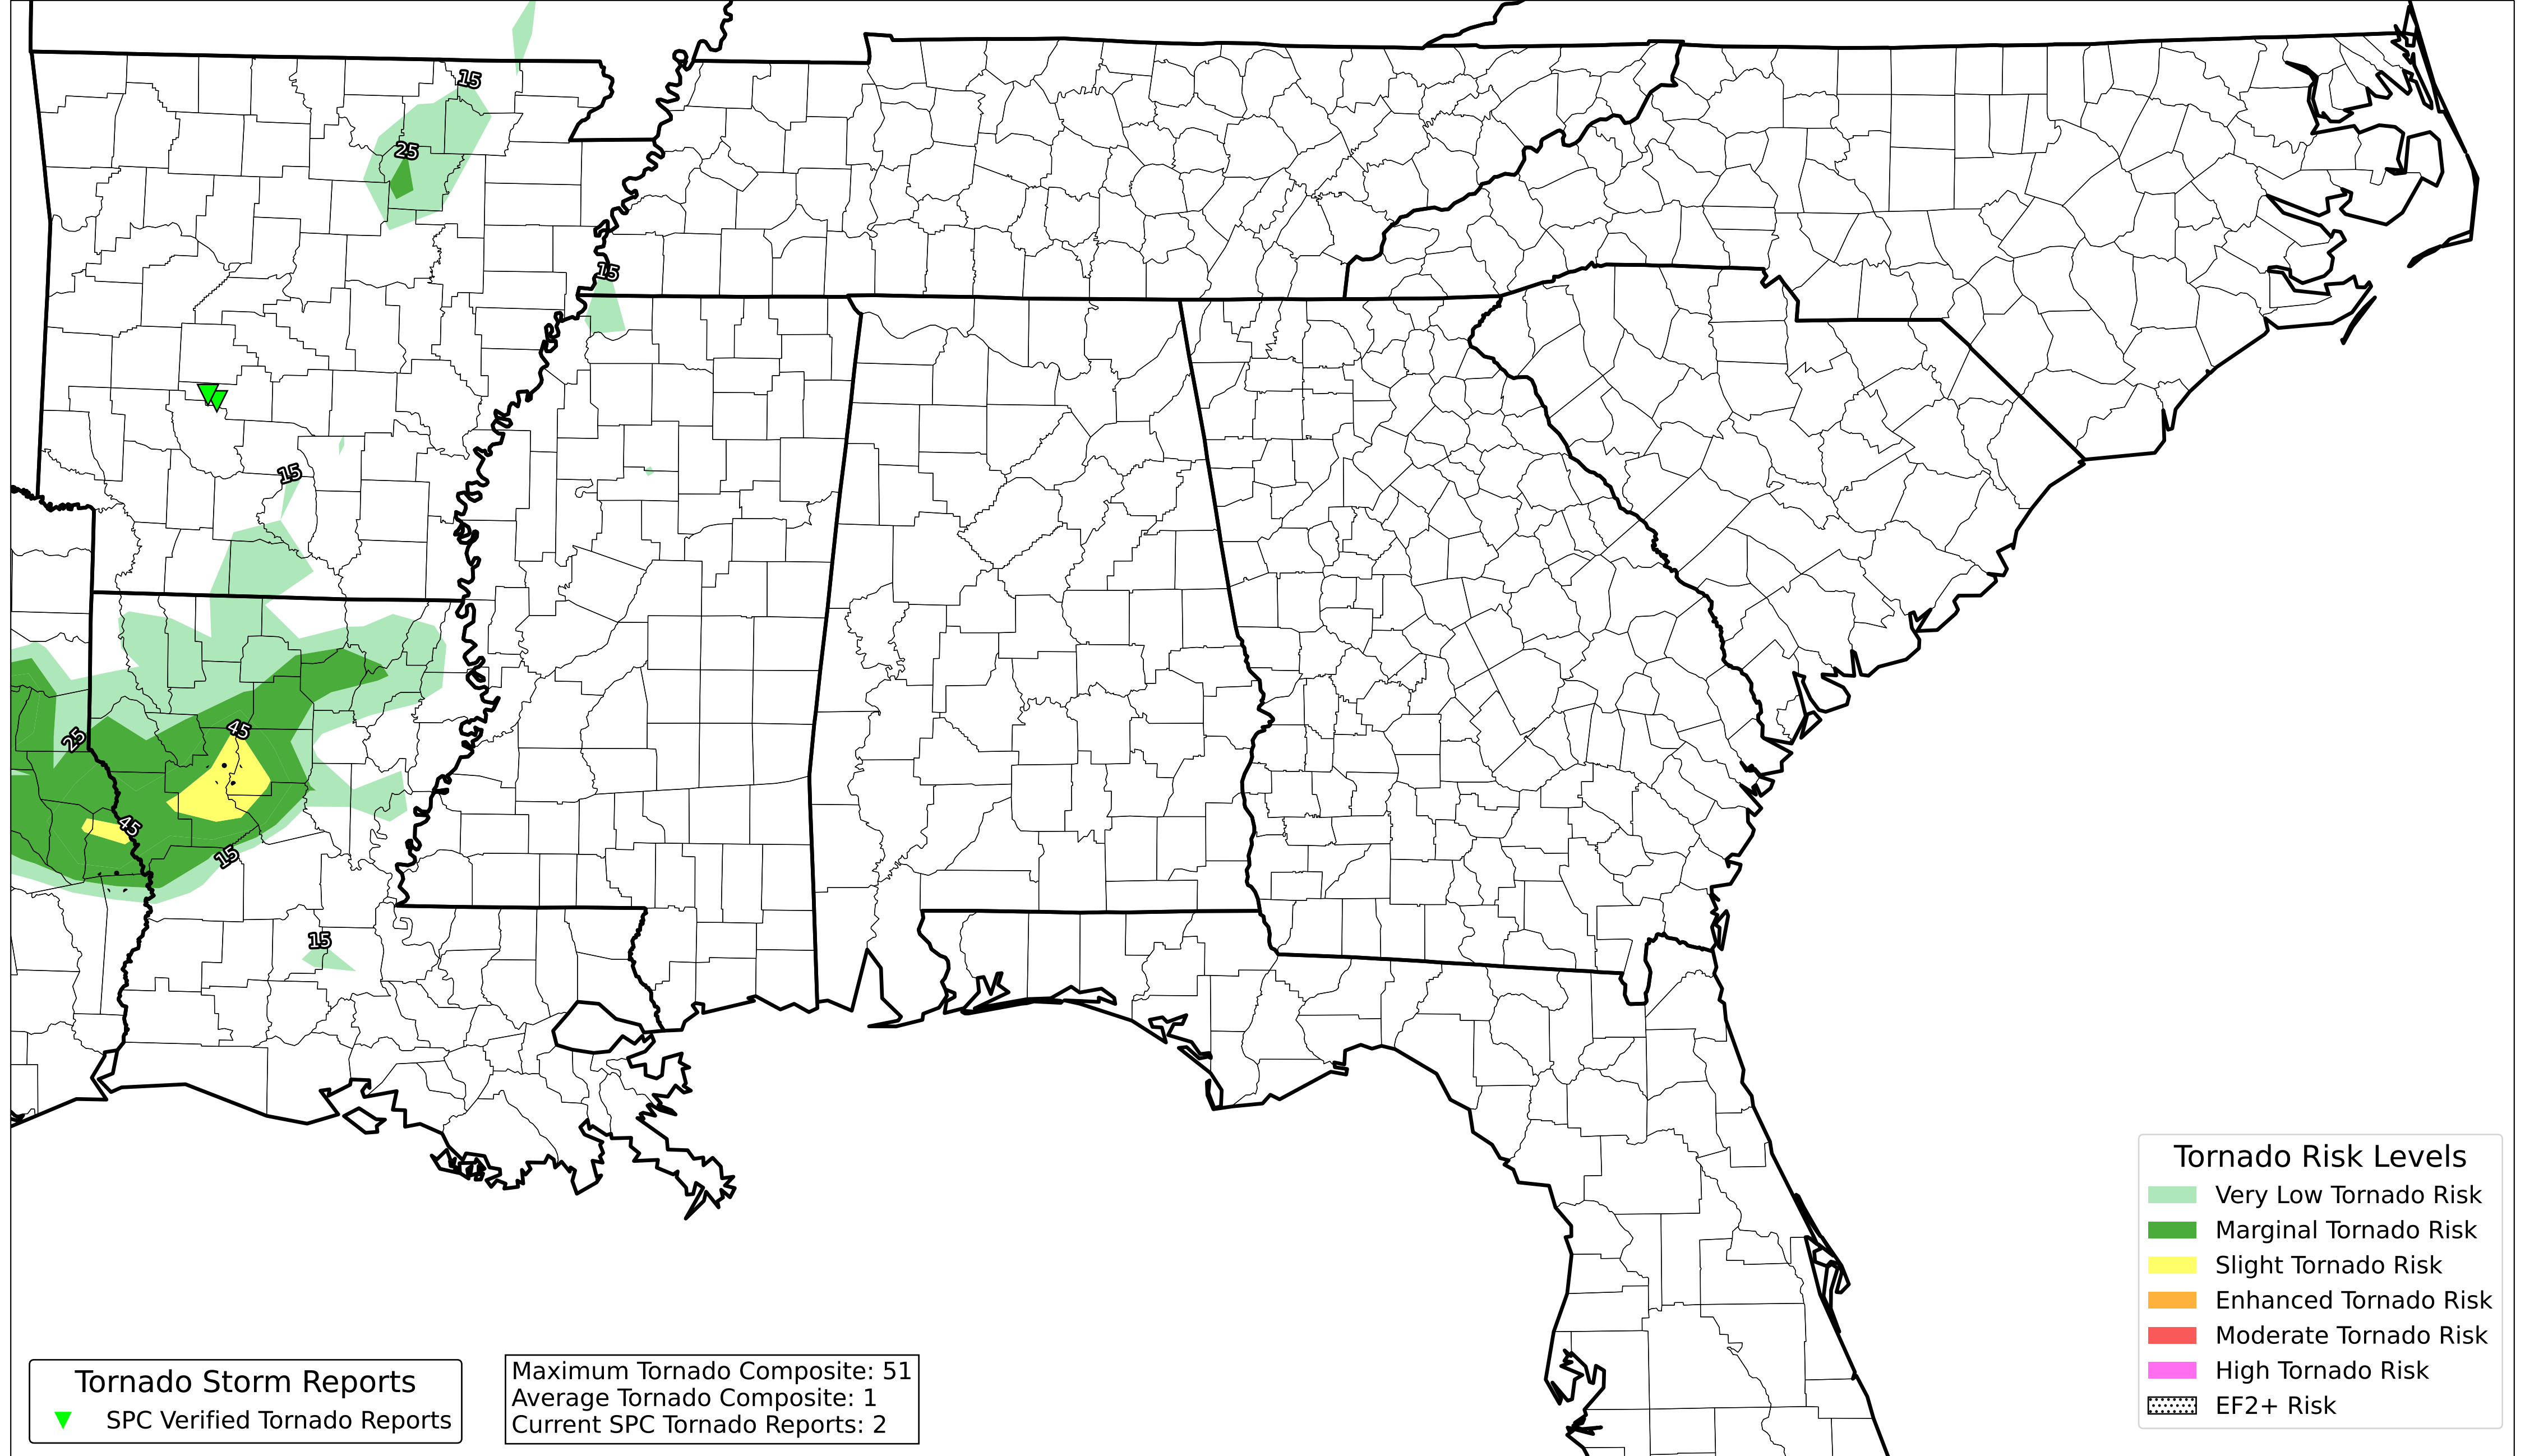 15
25
15
15
45
25
45
15
15
Tornado Risk Levels
Very Low Tornado Risk
Marginal Tornado Risk
Slight Tornado Risk
Enhanced Tornado Risk
Moderate Tornado Risk
High Tornado Risk
EF2+ Risk
Tornado Storm Reports
SPC Verified Tornado Reports
Maximum Tornado Composite: 51
Average Tornado Composite: 1
Current SPC Tornado Reports: 2